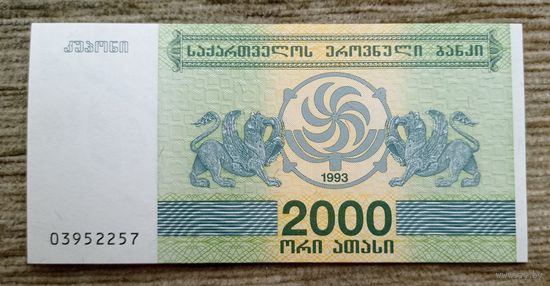 კუპონი
საქართველოს ეროვნული ბანკი
1993
03952257
2000
ორი ათასი